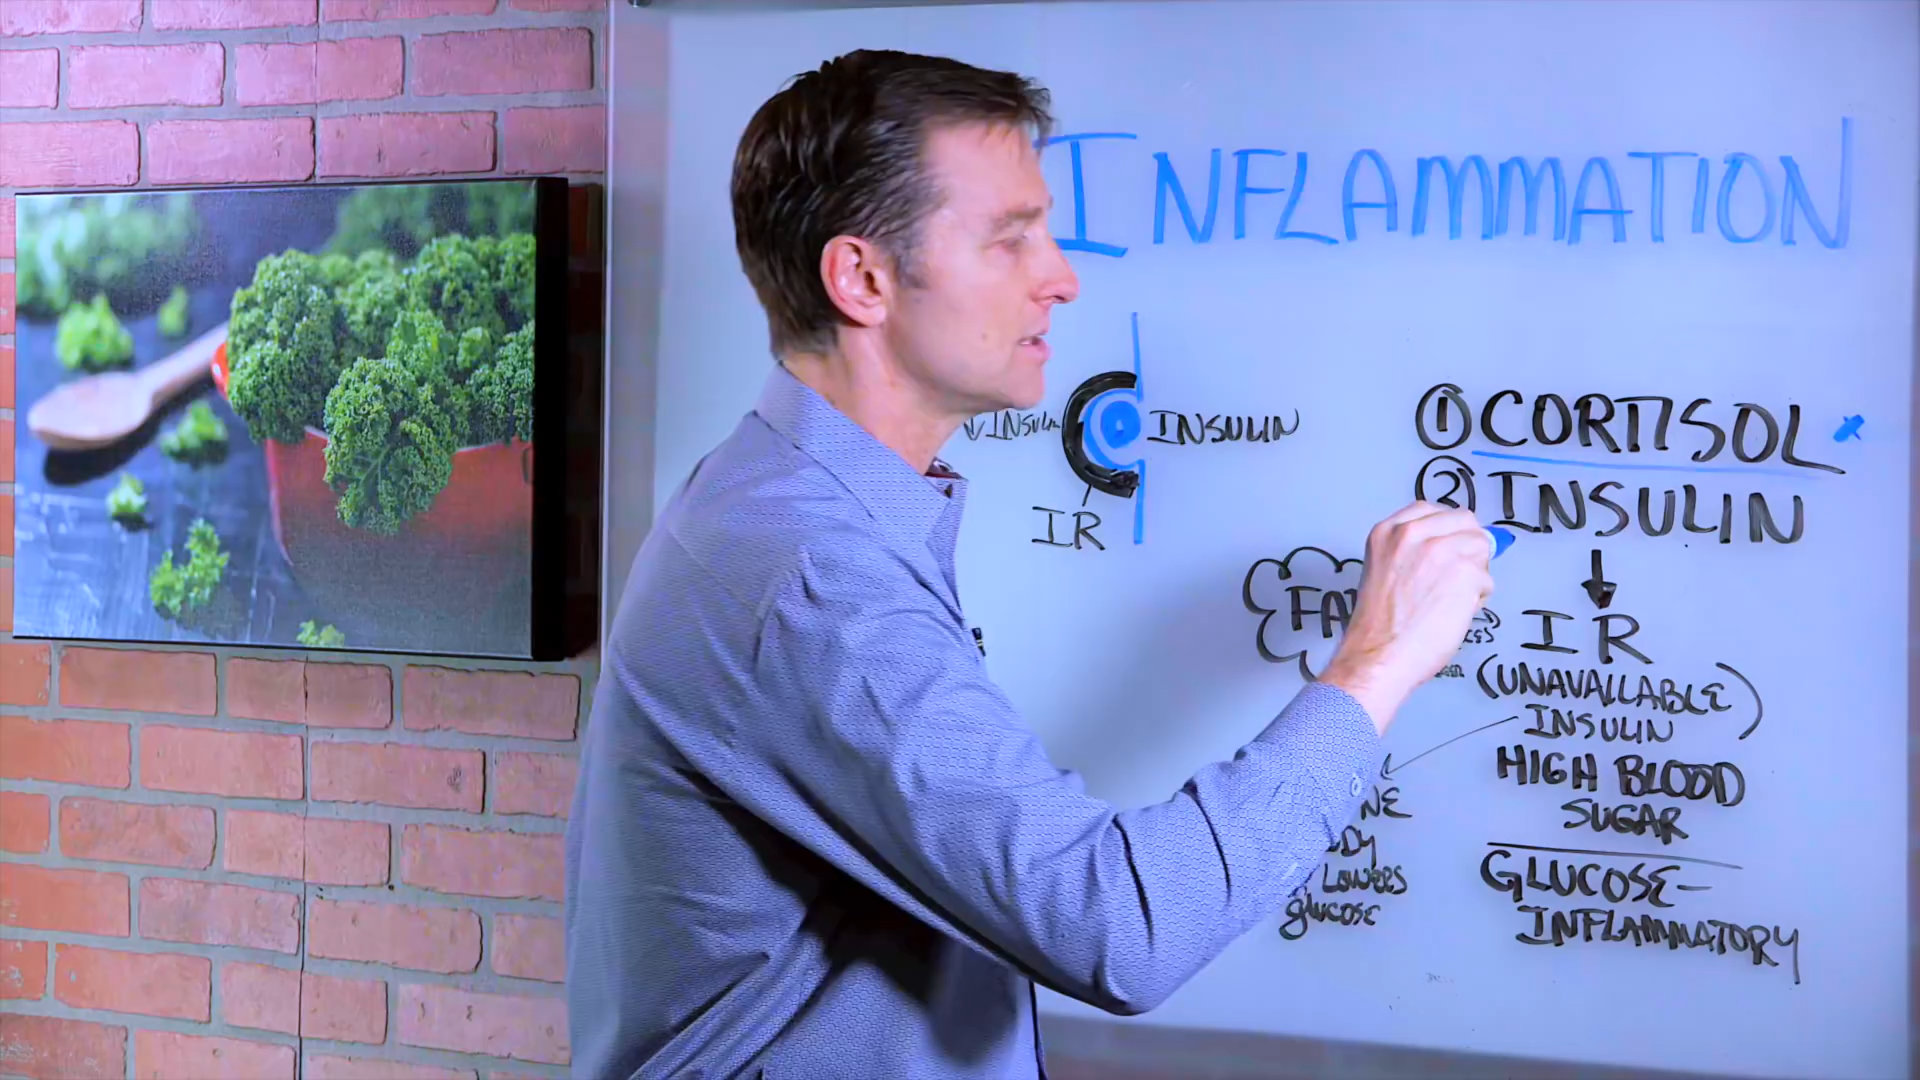 INFLAMMATION
↓ INSULIN INSULIN
IR
① CORTISOL
② INSULIN
↓
IR
(UNAVAILABLE)
INSULIN
HIGH BLOOD
SUGAR
LOWERS
glucose
GLUCOSE-
INFLAMMATORY